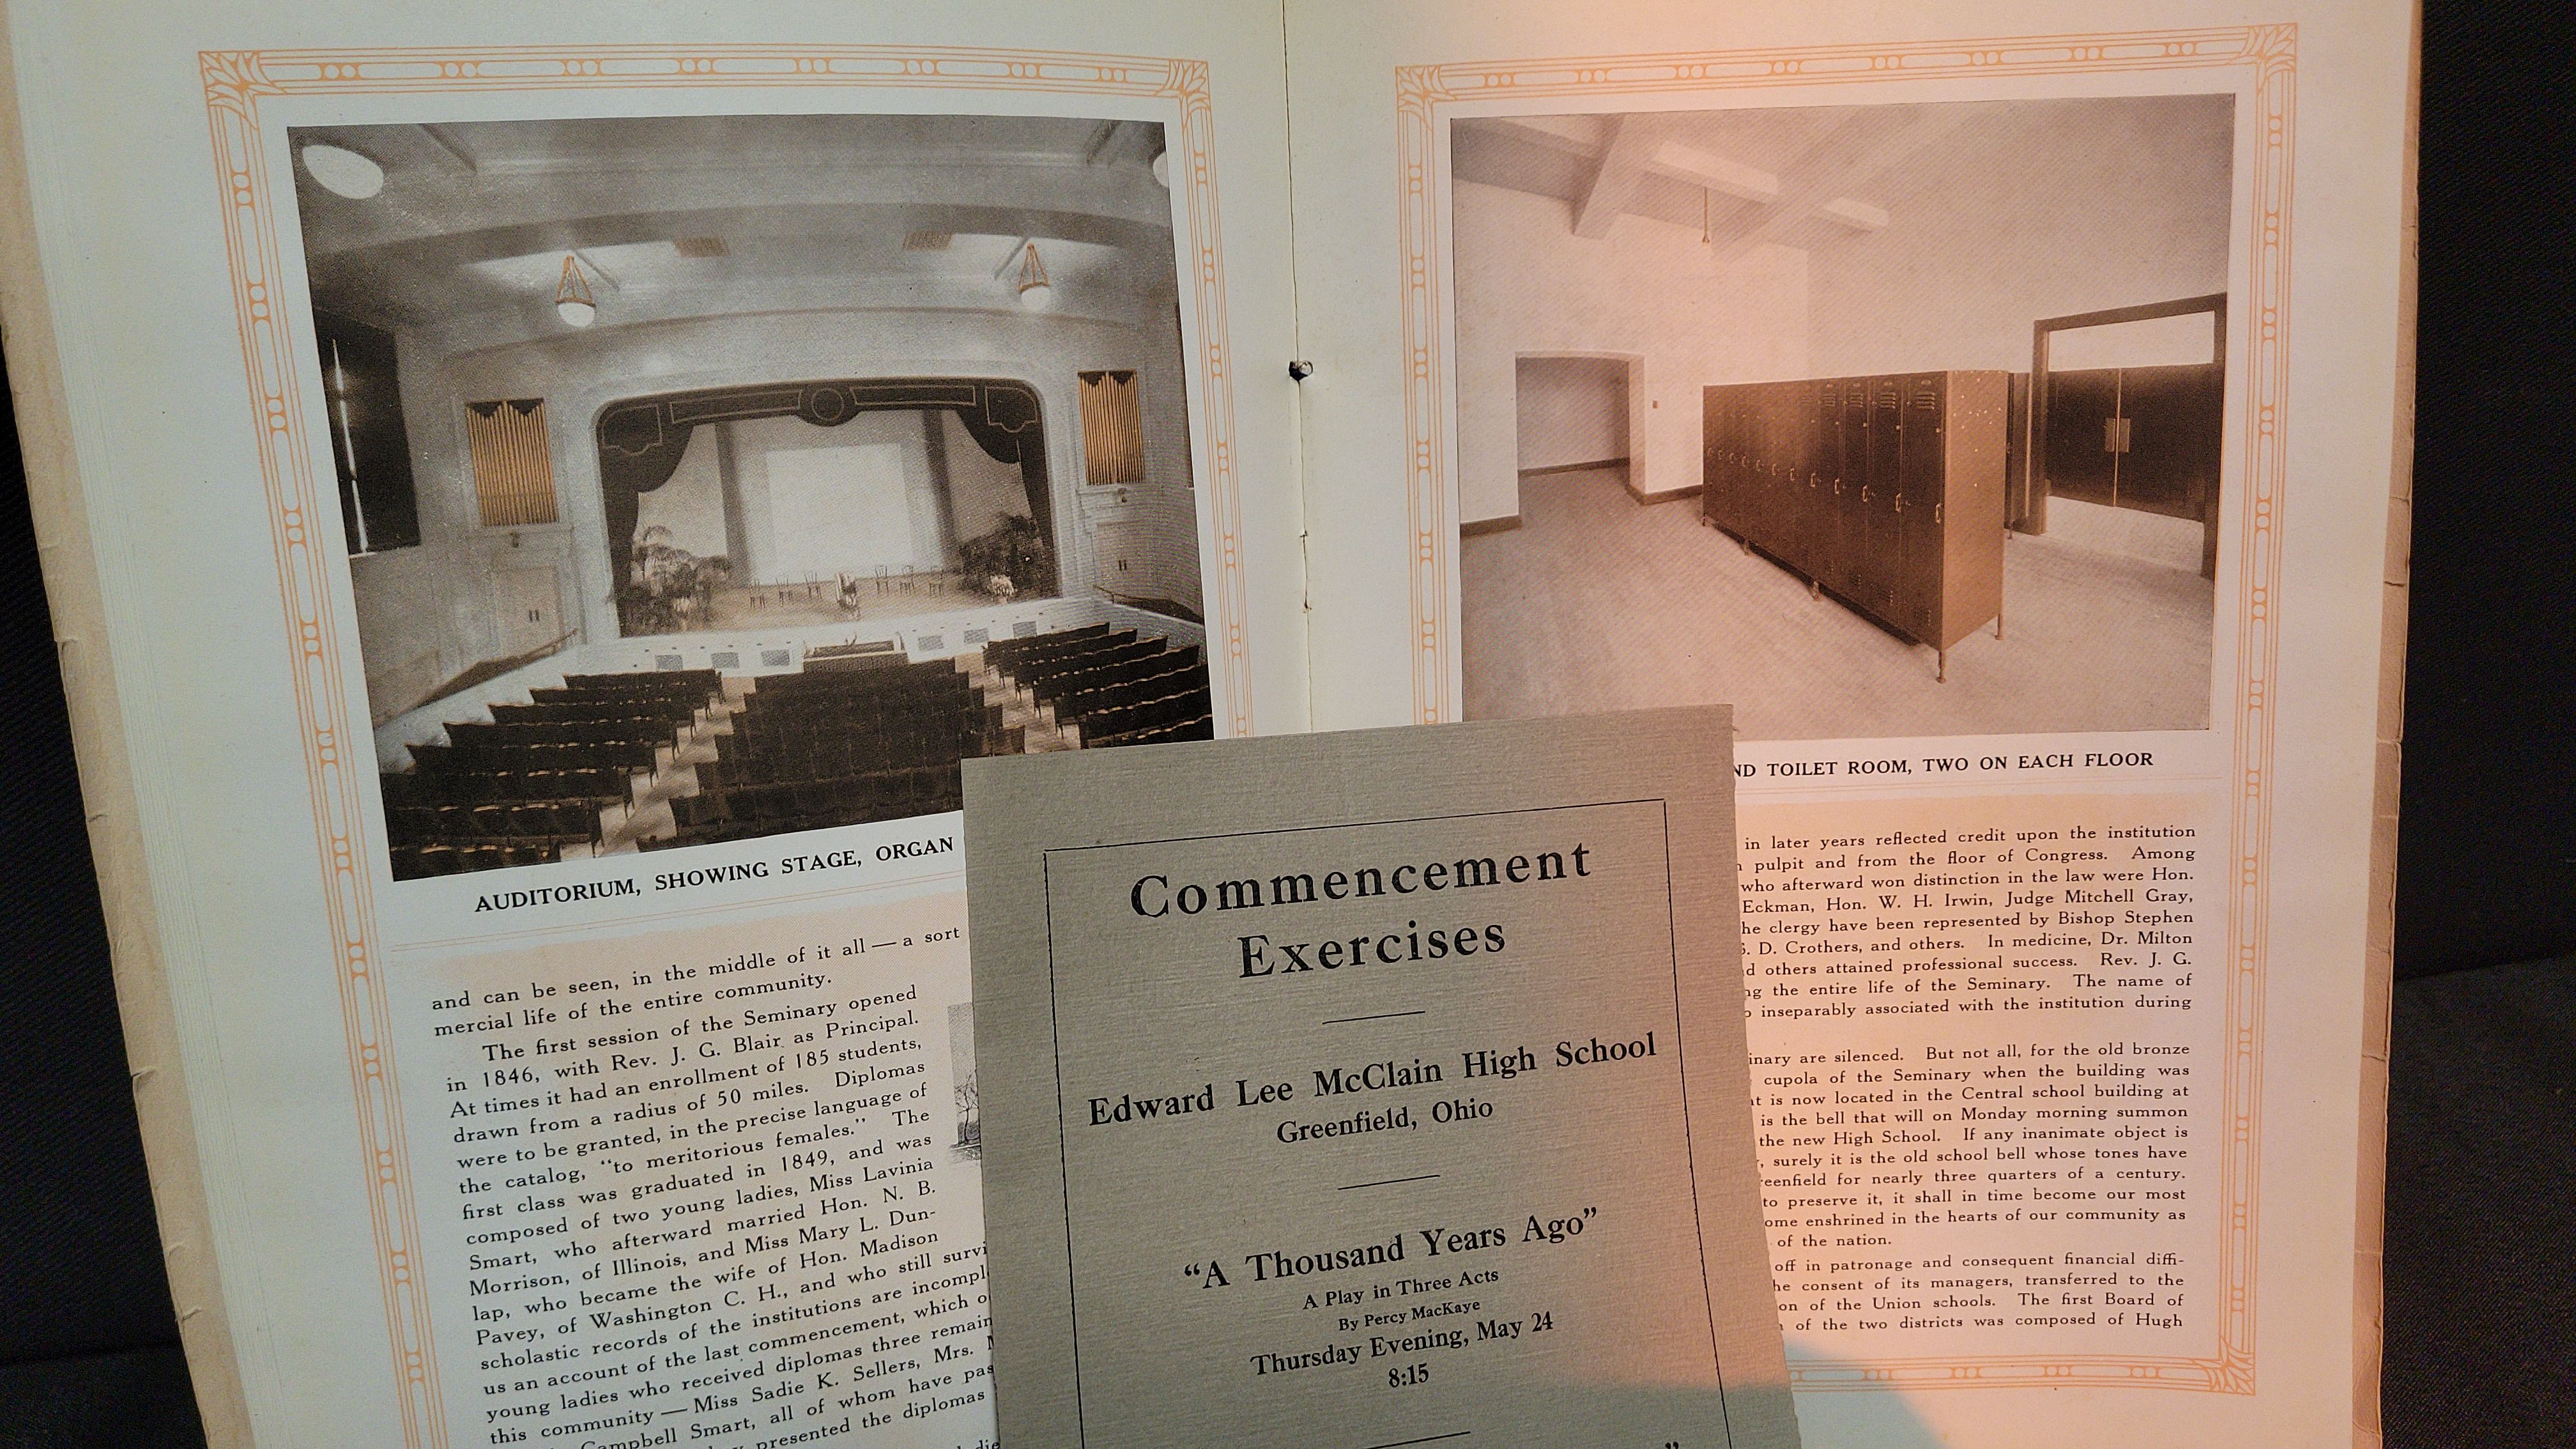 AUDITORIUM, SHOWING STAGE, ORGAN
and can be seen, in the middle of it all — a sort
mercial life of the entire community.
The first session of the Seminary opened
in 1846, with Rev. J. G. Blair as Principal.
At times it had an enrollment of 185 students,
drawn from a radius of 50 miles. Diplomas
were to be granted, in the precise language of
the catalog, "to meritorious females." The
first class was graduated in 1849, and was
composed of two young ladies, Miss Lavinia
Smart, who afterward married Hon. N. B.
Morrison, of Illinois, and Miss Mary L. Dun-
lap, who became the wife of Hon. Madison
Pavey, of Washington C. H., and who still survi
scholastic records of the institutions are incompl
us an account of the last commencement, which o
young ladies who received diplomas three remain
this community — Miss Sadie K. Sellers, Mrs.
Campbell Smart, all of whom have pas
presented the diplomas
Commencement
Exercises
Edward Lee McClain High School
Greenfield, Ohio
"A Thousand Years Ago"
A Play in Three Acts
By Percy MacKaye
Thursday Evening, May 24
8:15
ND TOILET ROOM, TWO ON EACH FLOOR
in later years reflected credit upon the institution
pulpit and from the floor of Congress. Among
who afterward won distinction in the law were Hon.
Eckman, Hon. W. H. Irwin, Judge Mitchell Gray,
he clergy have been represented by Bishop Stephen
S. D. Crothers, and others. In medicine, Dr. Milton
d others attained professional success. Rev. J. G.
ng the entire life of the Seminary. The name of
o inseparably associated with the institution during
inary are silenced. But not all, for the old bronze
cupola of the Seminary when the building was
t is now located in the Central school building at
is the bell that will on Monday morning summon
the new High School. If any inanimate object is
, surely it is the old school bell whose tones have
reenfield for nearly three quarters of a century.
to preserve it, it shall in time become our most
ome enshrined in the hearts of our community as
of the nation.
off in patronage and consequent financial diffi-
he consent of its managers, transferred to the
on of the Union schools. The first Board of
of the two districts was composed of Hugh